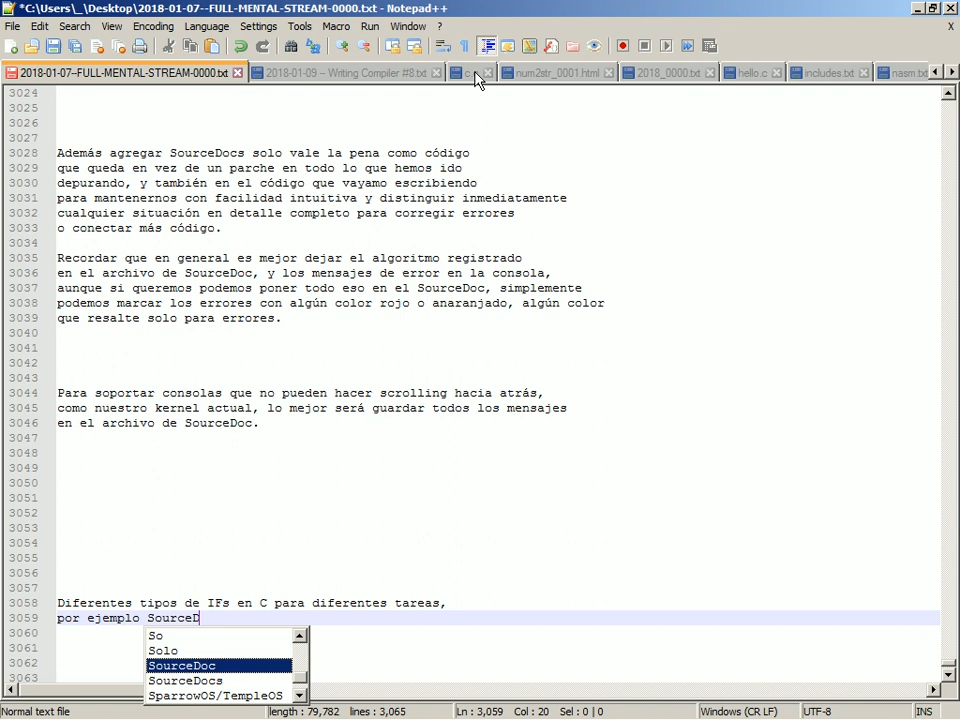 *C:\Users\_\Desktop\2018-01-07--FULL-MENTAL-STREAM-0000.txt - Notepad++
File Edit Search View Encoding Language Settings Tools Macro Run Window ? X
2018-01-07--FULL-MENTAL-STREAM-0000.txt 2018-01-09 -- Writing Compiler #8.txt num2str_0001.html 2018_0000.txt hello.c includes.txt nasm.txt
3024
3025
3026
3027
3028 Además agregar SourceDocs solo vale la pena como código
3029 que queda en vez de un parche en todo lo que hemos ido
3030 depurando, y también en el código que vayamo escribiendo
3031 para mantenernos con facilidad intuitiva y distinguir inmediatamente
3032 cualquier situación en detalle completo para corregir errores
3033 o conectar más código.
3034
3035 Recordar que en general es mejor dejar el algoritmo registrado
3036 en el archivo de SourceDoc, y los mensajes de error en la consola,
3037 aunque si queremos podemos poner todo eso en el SourceDoc, simplemente
3038 podemos marcar los errores con algún color rojo o anaranjado, algún color
3039 que resalte solo para errores.
3040
3041
3042
3043
3044 Para soportar consolas que no pueden hacer scrolling hacia atrás,
3045 como nuestro kernel actual, lo mejor será guardar todos los mensajes
3046 en el archivo de SourceDoc.
3047
3048
3049
3050
3051
3052
3053
3054
3055
3056
3057
3058 Diferentes tipos de IFs en C para diferentes tareas,
3059 por ejemplo SourceD
3060 So
3061 Solo
3062 SourceDoc
3063 SourceDocs
SparrowOS/TempleOS
Normal text file length : 79,782 lines : 3,065 Ln : 3,059 Col : 20 Sel : 0 | 0 Windows (CR LF) UTF-8 INS